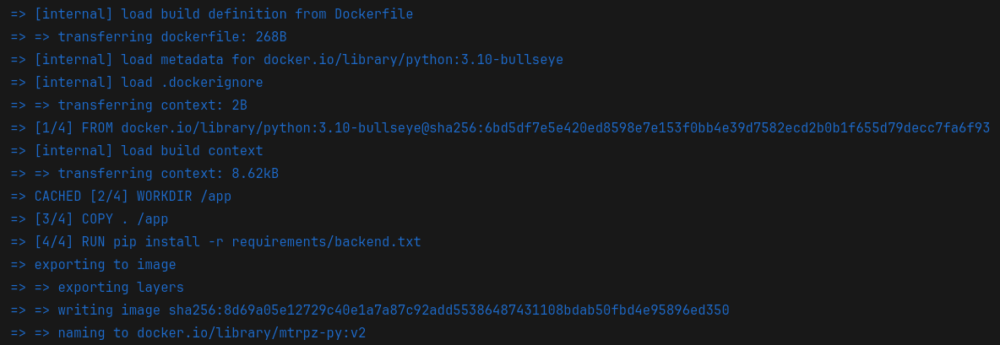 => [internal] load build definition from Dockerfile
=> => transferring dockerfile: 268B
=> [internal] load metadata for docker.io/library/python:3.10-bullseye
=> [internal] load .dockerignore
=> => transferring context: 2B
=> [1/4] FROM docker.io/library/python:3.10-bullseye@sha256:6bd5df7e5e420ed8598e7e153f0bb4e39d7582ecd2b0b1f655d79decc7fa6f93
=> [internal] load build context
=> => transferring context: 8.62kB
=> CACHED [2/4] WORKDIR /app
=> [3/4] COPY . /app
=> [4/4] RUN pip install -r requirements/backend.txt
=> exporting to image
=> => exporting layers
=> => writing image sha256:8d69a05e12729c40e1a7a87c92add55386487431108bdab50fbd4e95896ed350
=> => naming to docker.io/library/mtrpz-py:v2